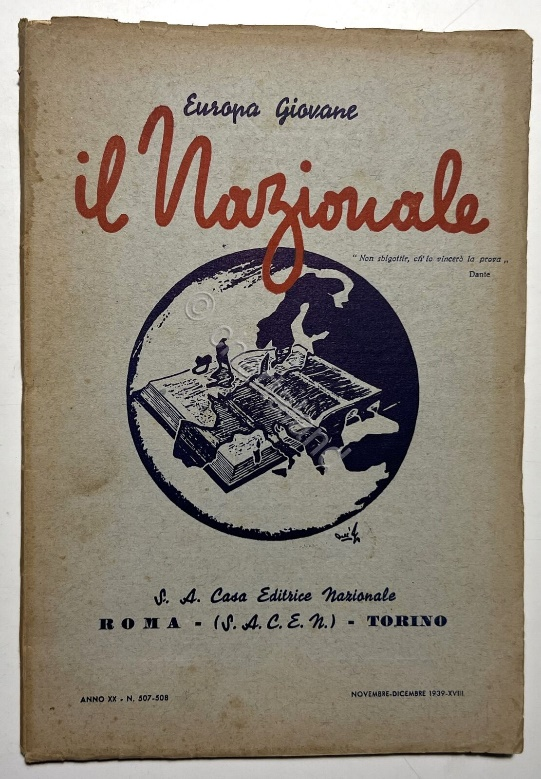 Europa Giovane
il Nazionale
“ Non sbigottir, ch'io vincerò la prova „
Dante
S. A. Casa Editrice Nazionale
ROMA - (S. A. C. E. N.) - TORINO
ANNO XX - N. 507-508
NOVEMBRE-DICEMBRE 1939-XVIII